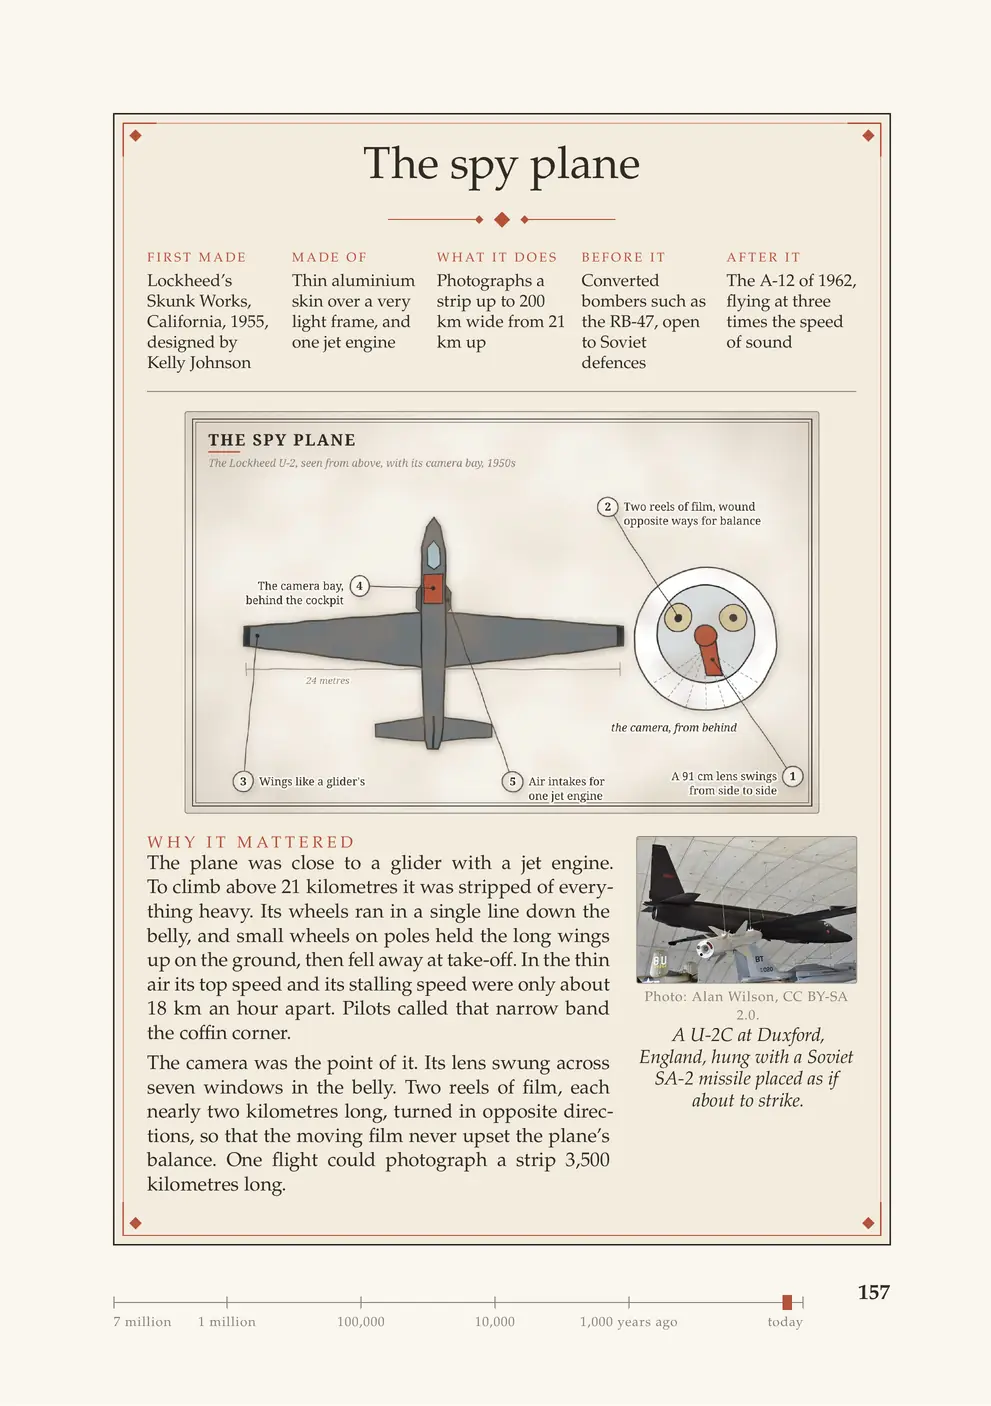 The spy plane
FIRST MADE
Lockheed's
Skunk Works,
California, 1955,
designed by
Kelly Johnson
MADE OF
Thin aluminium
skin over a very
light frame, and
one jet engine
WHAT IT DOES
Photographs a
strip up to 200
km wide from 21
km up
BEFORE IT
Converted
bombers such as
the RB-47, open
to Soviet
defences
AFTER IT
The A-12 of 1962,
flying at three
times the speed
of sound
THE SPY PLANE
The Lockheed U-2, seen from above, with its camera bay, 1950s
2 Two reels of film, wound
opposite ways for balance
The camera bay, 4
behind the cockpit
24 metres
the camera, from behind
3 Wings like a glider's
5 Air intakes for
one jet engine
A 91 cm lens swings 1
from side to side
WHY IT MATTERED
The plane was close to a glider with a jet engine.
To climb above 21 kilometres it was stripped of every-
thing heavy. Its wheels ran in a single line down the
belly, and small wheels on poles held the long wings
up on the ground, then fell away at take-off. In the thin
air its top speed and its stalling speed were only about
18 km an hour apart. Pilots called that narrow band
the coffin corner.
The camera was the point of it. Its lens swung across
seven windows in the belly. Two reels of film, each
nearly two kilometres long, turned in opposite direc-
tions, so that the moving film never upset the plane's
balance. One flight could photograph a strip 3,500
kilometres long.
BT
Photo: Alan Wilson, CC BY-SA
2.0.
A U-2C at Duxford,
England, hung with a Soviet
SA-2 missile placed as if
about to strike.
157
7 million
1 million
100,000
10,000
1,000 years ago
today